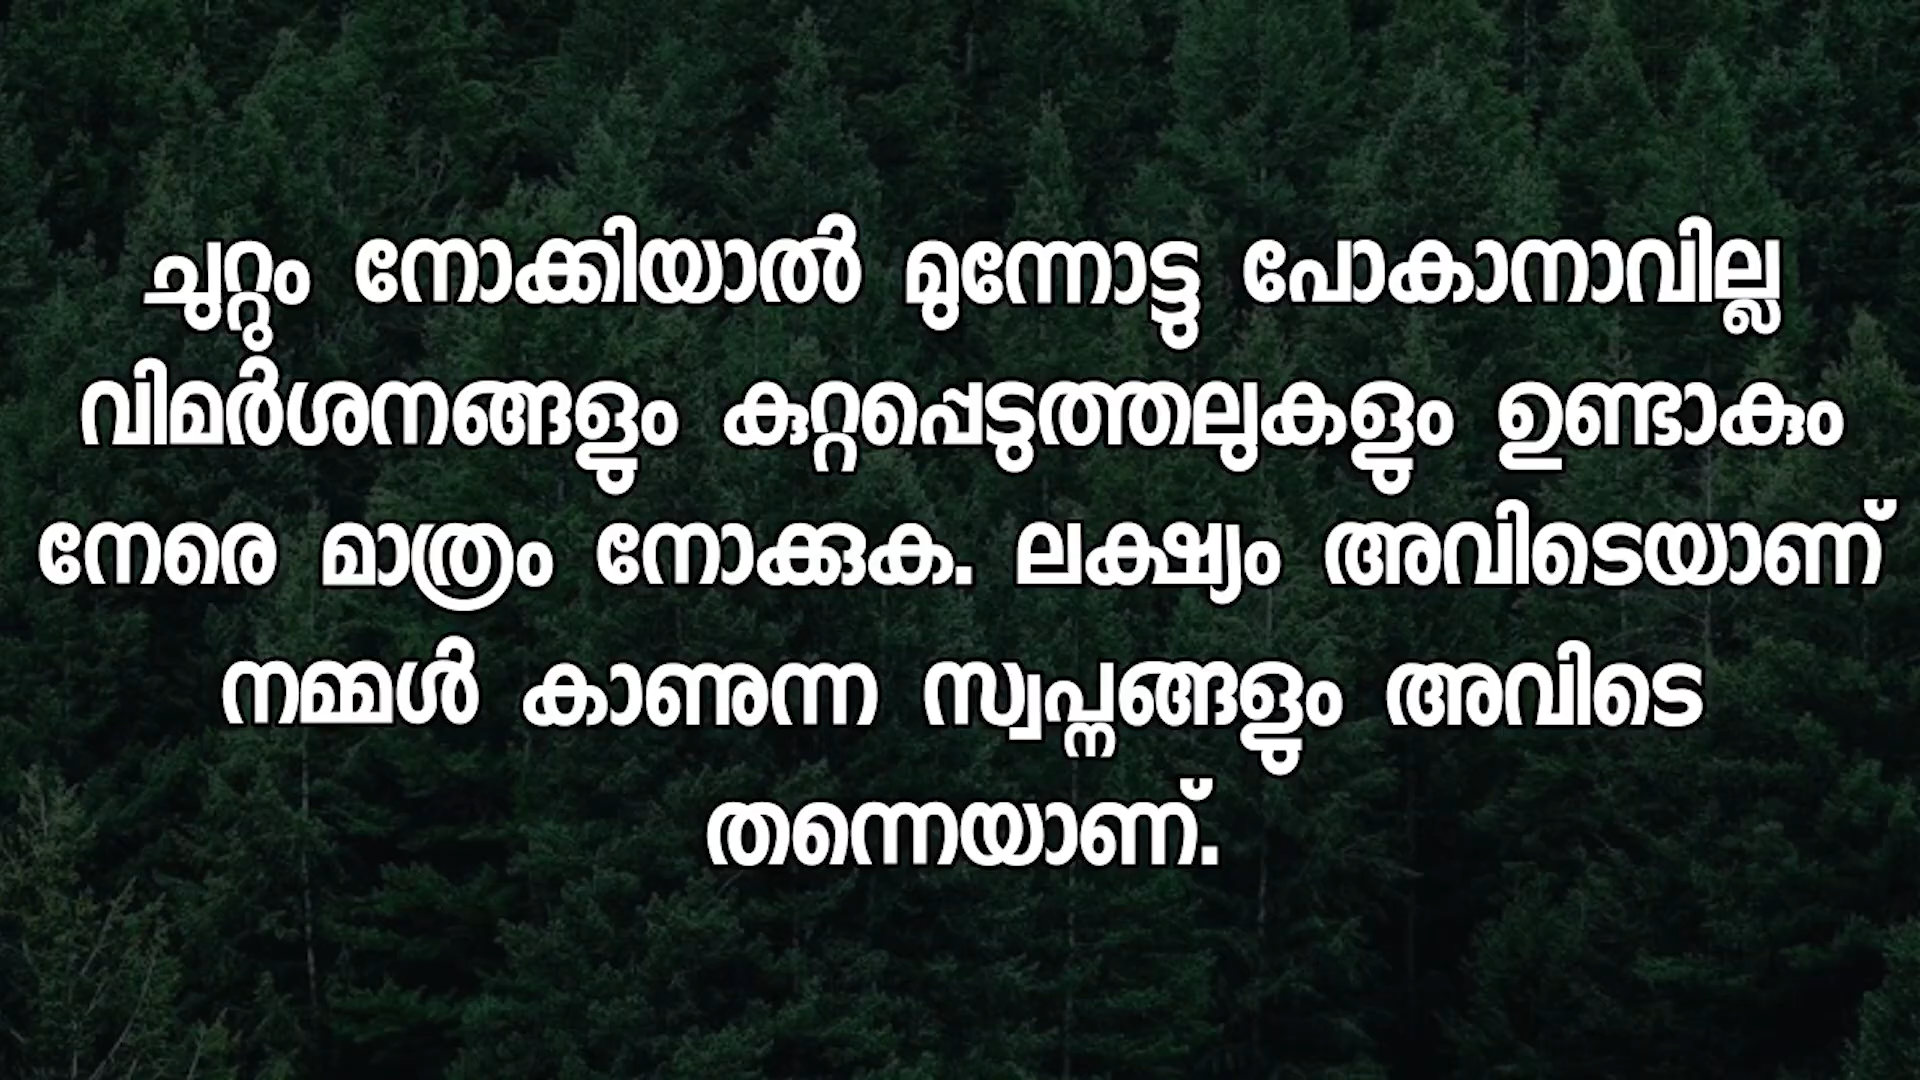 ചുറ്റും നോക്കിയാൽ മുന്നോട്ടു പോകാനാവില്ല
വിമർശനങ്ങളും കുറ്റപ്പെടുത്തലുകളും ഉണ്ടാകും
നേരെ മാത്രം നോക്കുക. ലക്ഷ്യം അവിടെയാണ്
നമ്മൾ കാണുന്ന സ്വപ്നങ്ങളും അവിടെ
തന്നെയാണ്.